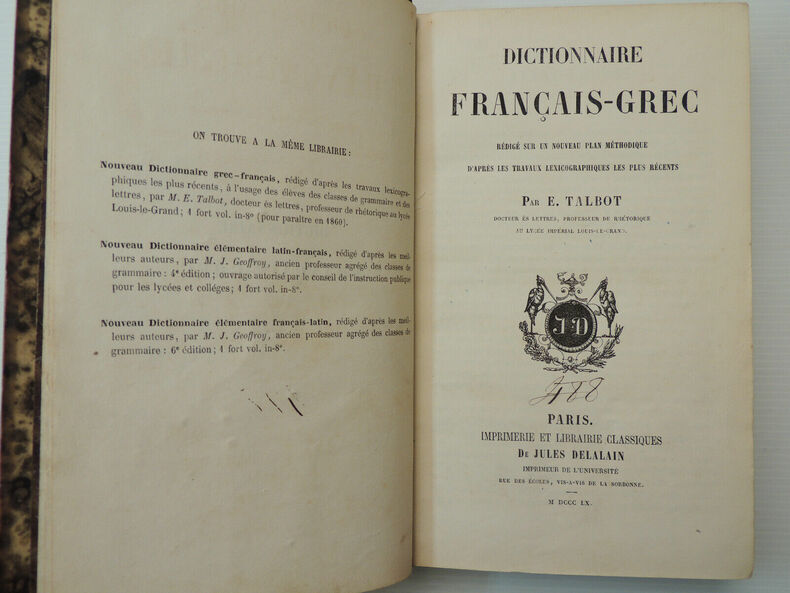 ON TROUVE A LA MÊME LIBRAIRIE :
Nouveau Dictionnaire grec-français, rédigé d'après les travaux lexicogra-
phiques les plus récents, à l'usage des élèves des classes de grammaire et des
lettres, par M. E. Talbot, docteur ès lettres, professeur de rhétorique au lycée
Louis-le-Grand ; 1 fort vol. in-8º (pour paraître en 1860).
Nouveau Dictionnaire élémentaire latin-français, rédigé d'après les meil-
leurs auteurs, par M. J. Geoffroy, ancien professeur agrégé des classes de
grammaire : 4e édition ; ouvrage autorisé par le conseil de l'instruction publique
pour les lycées et colléges ; 1 fort vol. in-8º.
Nouveau Dictionnaire élémentaire français-latin, rédigé d'après les meil-
leurs auteurs, par M. J. Geoffroy, ancien professeur agrégé des classes de
grammaire : 6e édition ; 1 fort vol. in-8º.
DICTIONNAIRE
FRANÇAIS-GREC
RÉDIGÉ SUR UN NOUVEAU PLAN MÉTHODIQUE
D'APRÈS LES TRAVAUX LEXICOGRAPHIQUES LES PLUS RÉCENTS
PAR E. TALBOT
DOCTEUR ÈS LETTRES, PROFESSEUR DE RHÉTORIQUE
AU LYCÉE IMPÉRIAL LOUIS-LE-GRAND.
JD
PARIS.
IMPRIMERIE ET LIBRAIRIE CLASSIQUES
DE JULES DELALAIN
IMPRIMEUR DE L'UNIVERSITÉ
RUE DES ÉCOLES, VIS-A-VIS DE LA SORBONNE.
M DCCC LX.